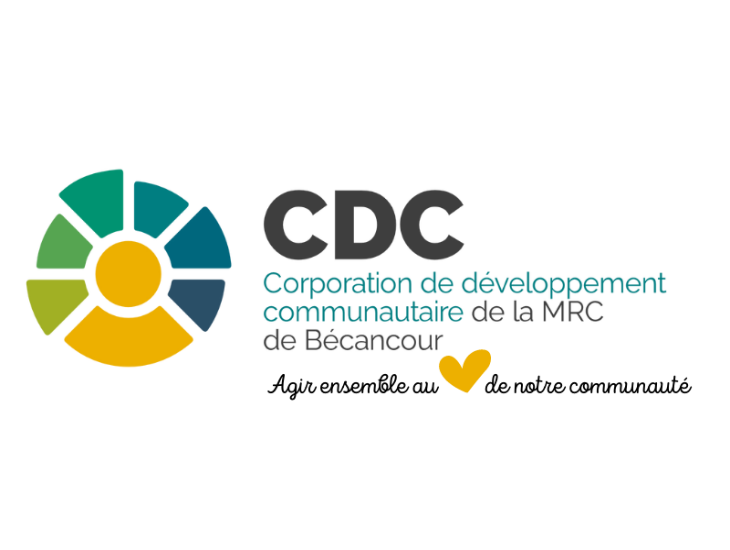 CDC
Corporation de développement
communautaire de la MRC
de Bécancour
Agir ensemble au de notre communauté